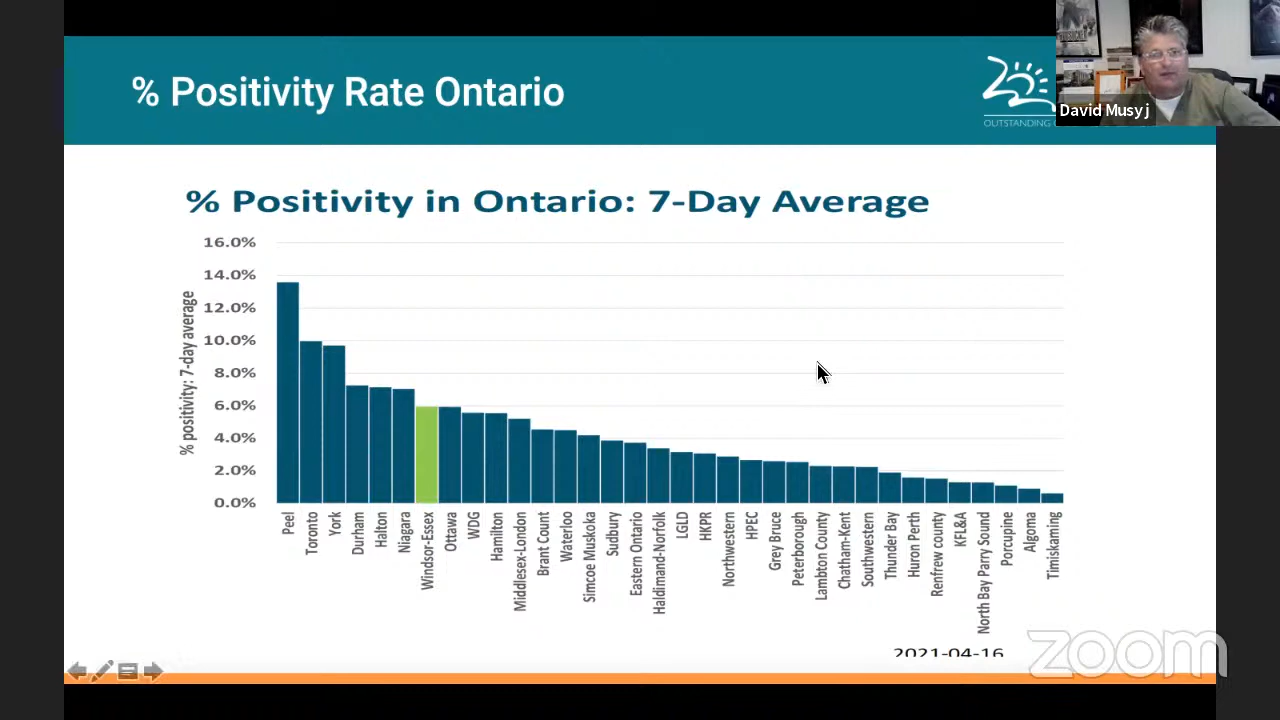 % Positivity Rate Ontario
OUTSTANDING
David Musyj
% Positivity in Ontario: 7-Day Average
% positivity: 7-day average
16.0%
14.0%
12.0%
10.0%
8.0%
6.0%
4.0%
2.0%
0.0%
Peel
Toronto
York
Durham
Halton
Niagara
Windsor-Essex
Ottawa
WDG
Hamilton
Middlesex-London
Brant Count
Waterloo
Simcoe Muskoka
Sudbury
Eastern Ontario
Haldimand-Norfolk
LGLD
HKPR
Northwestern
HPEC
Grey Bruce
Peterborough
Lambton County
Chatham-Kent
Southwestern
Thunder Bay
Huron Perth
Renfrew county
KFL&A
North Bay Parry Sound
Porcupine
Algoma
Timiskaming
2021-04-16
zoom